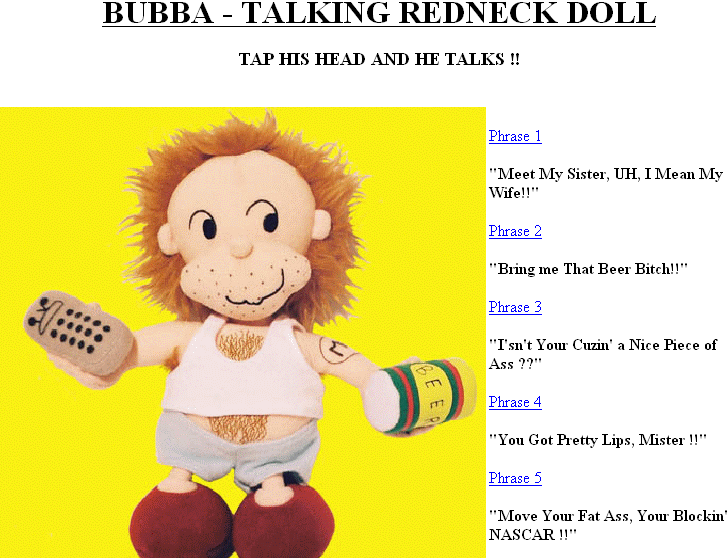 BUBBA - TALKING REDNECK DOLL
TAP HIS HEAD AND HE TALKS !!
Phrase 1
"Meet My Sister, UH, I Mean My
Wife!!"
Phrase 2
"Bring me That Beer Bitch!!"
Phrase 3
"I'sn't Your Cuzin' a Nice Piece of
Ass ??"
Phrase 4
"You Got Pretty Lips, Mister !!"
Phrase 5
"Move Your Fat Ass, Your Blockin'
NASCAR !!"
BEER